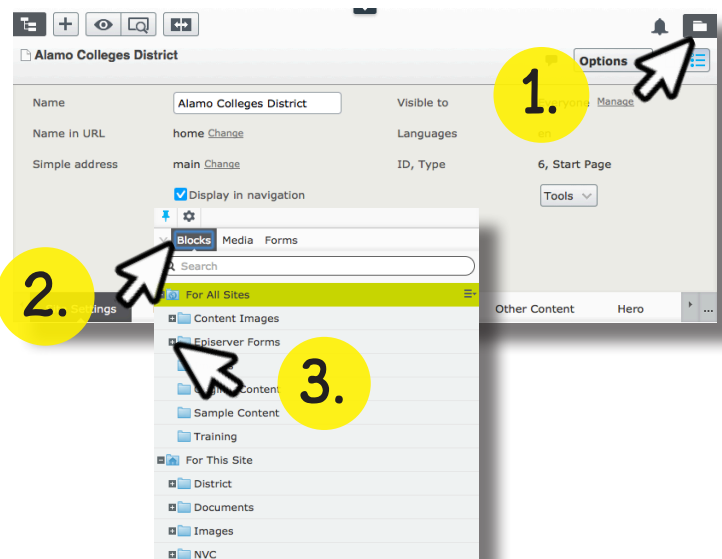 Alamo Colleges District
Options
1.
Name
Alamo Colleges District
Visible to
Everyone Manage
Name in URL
home Change
Languages
en
Simple address
main Change
ID, Type
6, Start Page
Display in navigation
Tools
Blocks Media Forms
Search
2.
Settings
For All Sites
Other Content
Hero
...
Content Images
Episerver Forms
3.
Content
Sample Content
Training
For This Site
District
Documents
Images
NVC